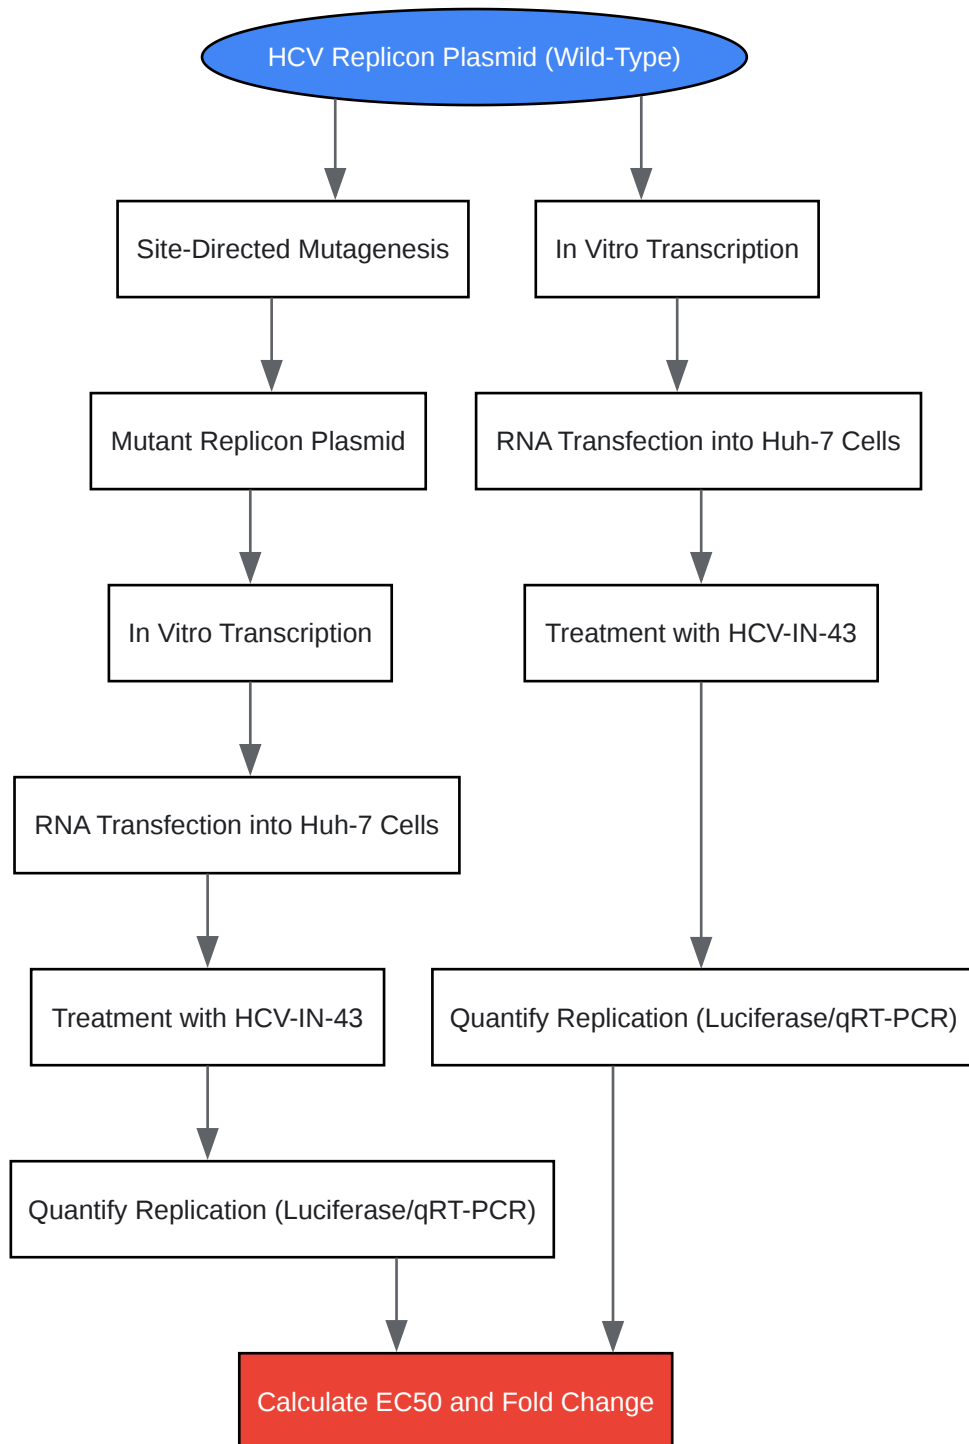 HCV Replicon Plasmid (Wild-Type)
Site-Directed Mutagenesis
In Vitro Transcription
Mutant Replicon Plasmid
RNA Transfection into Huh-7 Cells
In Vitro Transcription
Treatment with HCV-IN-43
RNA Transfection into Huh-7 Cells
Treatment with HCV-IN-43
Quantify Replication (Luciferase/qRT-PCR)
Quantify Replication (Luciferase/qRT-PCR)
Calculate EC50 and Fold Change